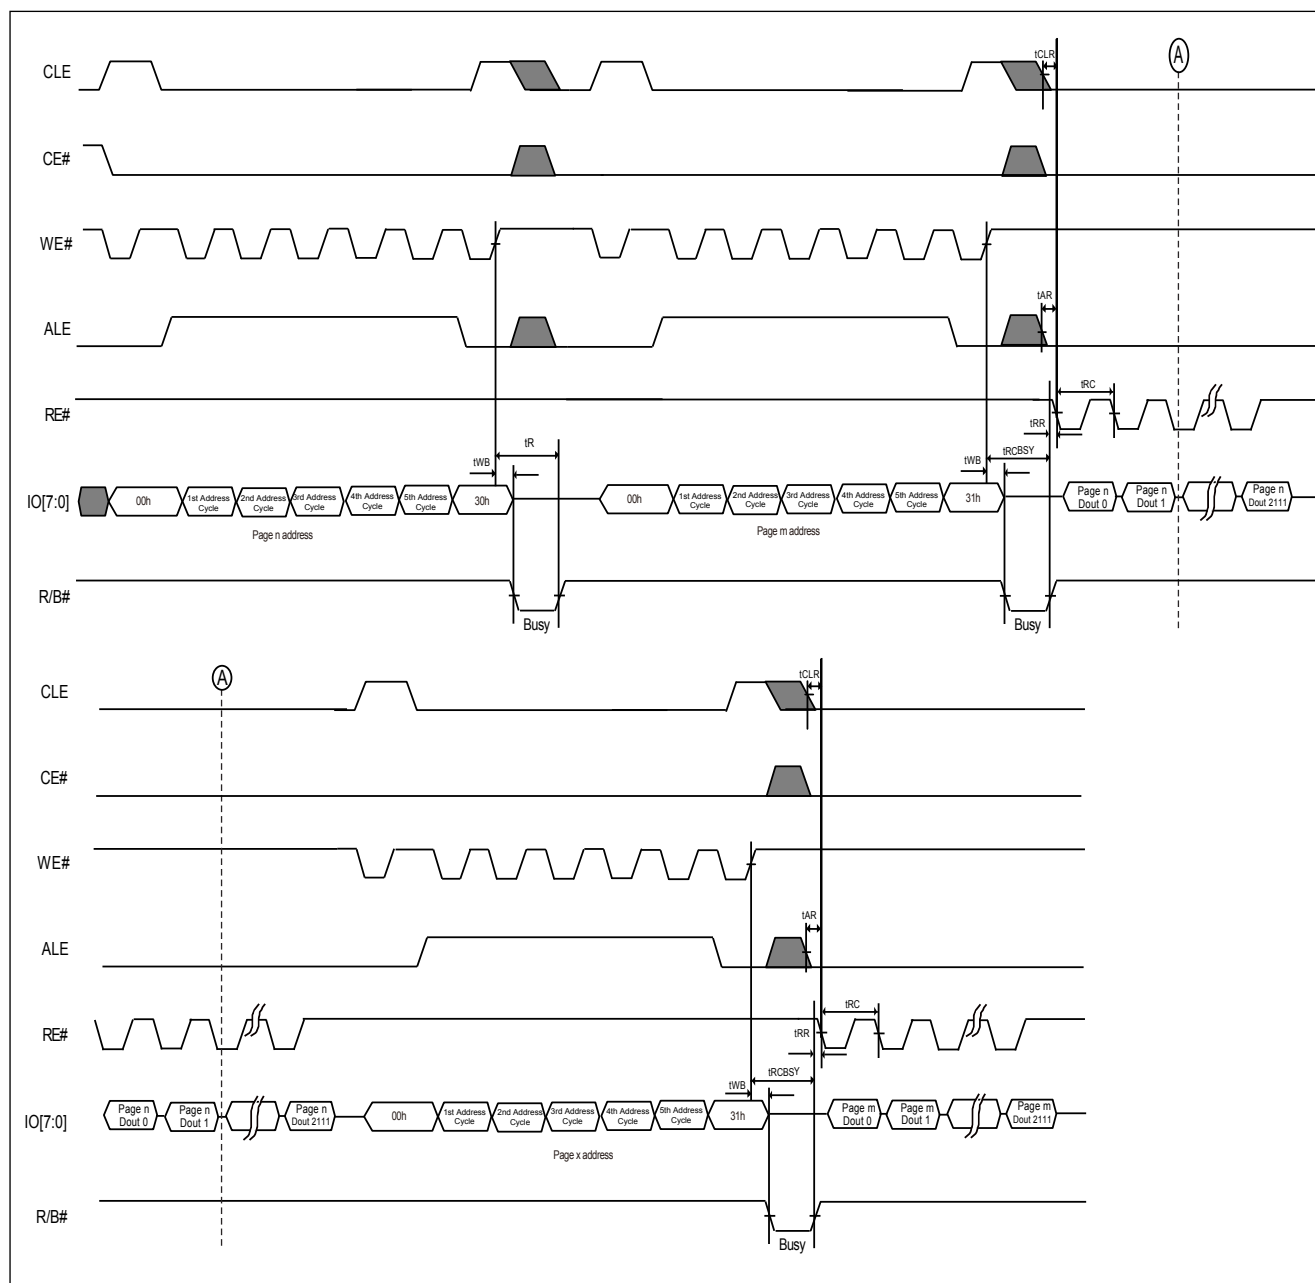 CLE
tCLR
A
CE#
WE#
ALE
tAR
RE#
tRC
tRR
tR
tRCBSY
tWB
tWB
IO[7:0]
00h
1st Address Cycle
2nd Address Cycle
3rd Address Cycle
4th Address Cycle
5th Address Cycle
30h
00h
1st Address Cycle
2nd Address Cycle
3rd Address Cycle
4th Address Cycle
5th Address Cycle
31h
Page n Dout 0
Page n Dout 1
Page n Dout 2111
Page n address
Page m address
R/B#
Busy
Busy
A
CLE
tCLR
CE#
WE#
ALE
tAR
RE#
tRC
tRR
tRCBSY
tWB
IO[7:0]
Page n Dout 0
Page n Dout 1
Page n Dout 2111
00h
1st Address Cycle
2nd Address Cycle
3rd Address Cycle
4th Address Cycle
5th Address Cycle
31h
Page m Dout 0
Page m Dout 1
Page m Dout 2111
Page x address
R/B#
Busy